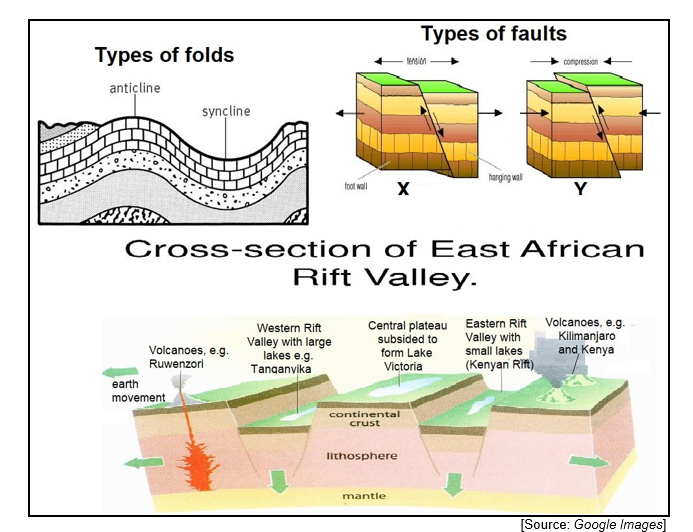 Types of folds
anticline
syncline
Types of faults
tension
compression
foot wall
hanging wall
X
Y
Cross-section of East African
Rift Valley.
Volcanoes, e.g.
Ruwenzori
Western Rift
Valley with large
lakes e.g.
Tanganyika
Central plateau
subsided to
form Lake
Victoria
Eastern Rift
Valley with
small lakes
(Kenyan Rift)
Volcanoes, e.g.
Kilimanjaro
and Kenya
earth
movement
continental
crust
lithosphere
mantle
[Source: Google Images]